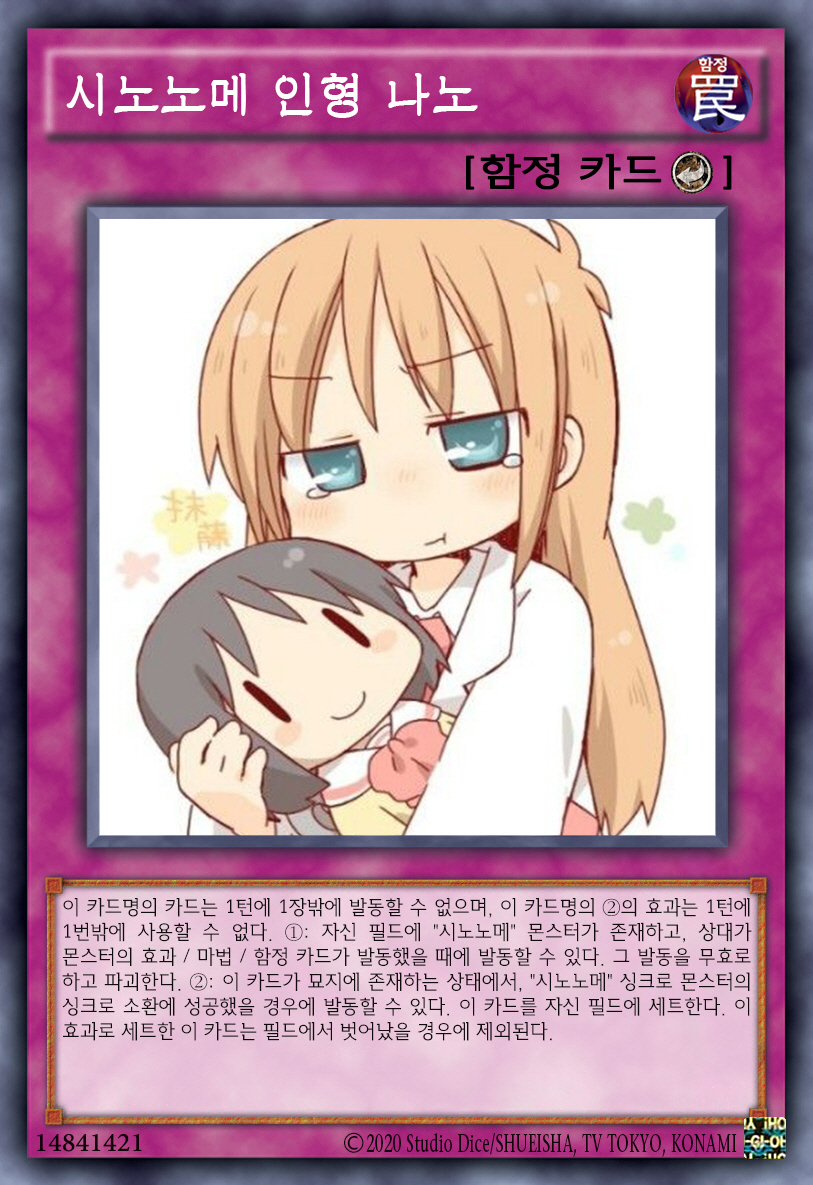 시노노메 인형 나노
함정
罠
[함정 카드]
抹
이 카드명의 카드는 1턴에 1장밖에 발동할 수 없으며, 이 카드명의 ②의 효과는 1턴에
1번밖에 사용할 수 없다. ①: 자신 필드에 "시노노메" 몬스터가 존재하고, 상대가
몬스터의 효과 / 마법 / 함정 카드가 발동했을 때에 발동할 수 있다. 그 발동을 무효로
하고 파괴한다. ②: 이 카드가 묘지에 존재하는 상태에서, "시노노메" 싱크로 몬스터의
싱크로 소환에 성공했을 경우에 발동할 수 있다. 이 카드를 자신 필드에 세트한다. 이
효과로 세트한 이 카드는 필드에서 벗어났을 경우에 제외된다.
14841421
©2020 Studio Dice/SHUEISHA, TV TOKYO, KONAMI